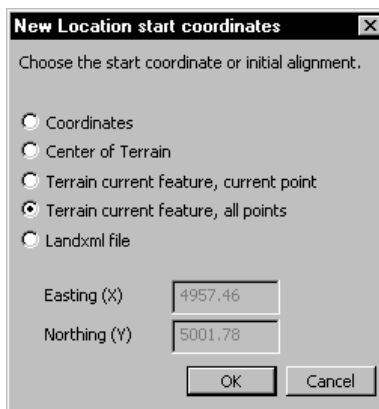 New Location start coordinates
Choose the start coordinate or initial alignment.
Coordinates
Center of Terrain
Terrain current feature, current point
Terrain current feature, all points
Landxml file
Easting (X) 4957.46
Northing (Y) 5001.78
OK Cancel